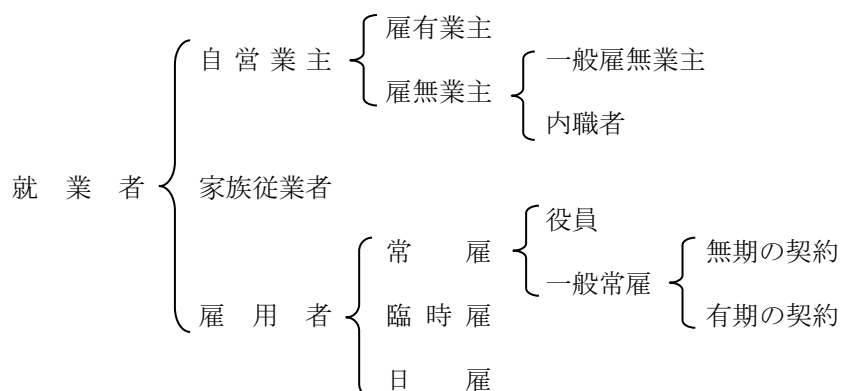 雇有業主
自営業主
一般雇無業主
雇無業主
内職者
就業者
家族従業者
役員
常雇
無期の契約
一般常雇
雇用者
臨時雇
有期の契約
日雇